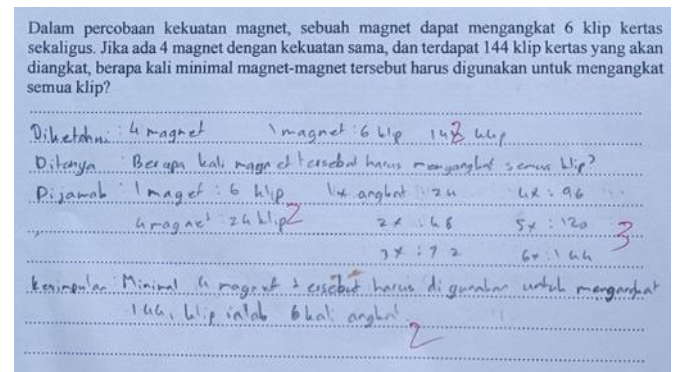 Dalam percobaan kekuatan magnet, sebuah magnet dapat mengangkat 6 klip kertas
sekaligus. Jika ada 4 magnet dengan kekuatan sama, dan terdapat 144 klip kertas yang akan
diangkat, berapa kali minimal magnet-magnet tersebut harus digunakan untuk mengangkat
semua klip?
Diketahui : 4 magnet 1 magnet : 6 klip klip
Ditanya Berapa kali magnet tersebut harus mengangkat semua klip?
Dijawab : 1 maget : 6 klip 1x angkat : 24 4x : 96
4 magnet : 24 klip 2 2x : 48 5x : 120 3
3x : 72 6x : 144
kesimpulan : Minimal 4 magnet tersebut harus digunakan untuk mengangkat
144, klip ialah 6 kali angkat. 2